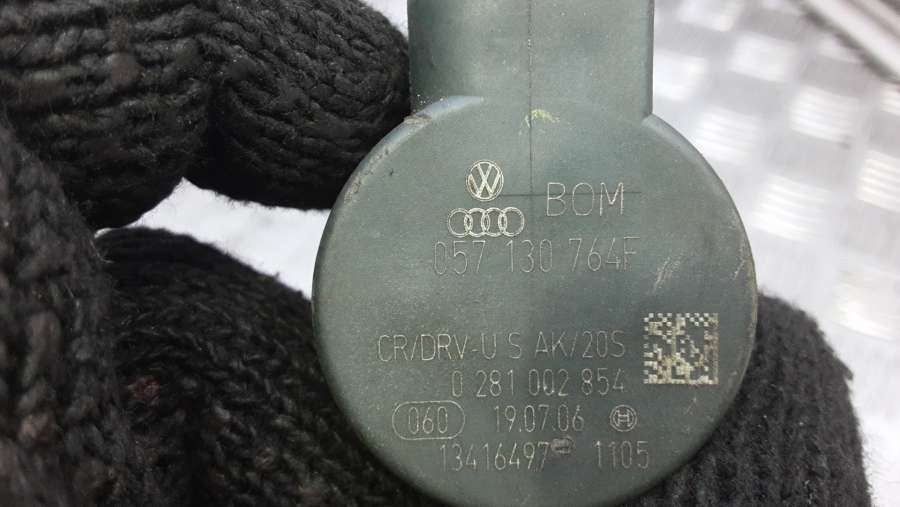 BOM
057 130 764F
CR/DRV-U S AK/20S
0 281 002 854
060 19.07.06
13416497 1105